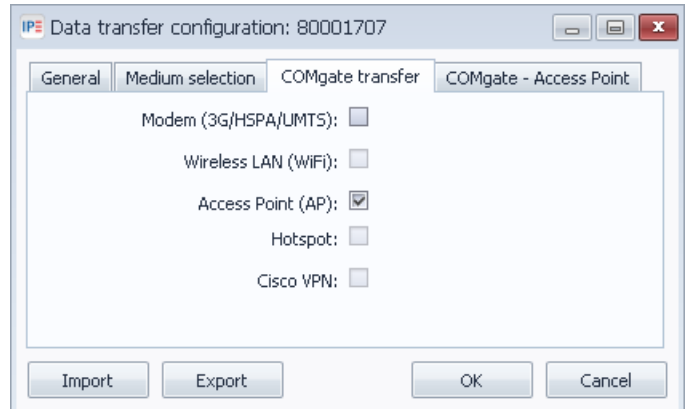 IPE Data transfer configuration: 80001707
General Medium selection COMgate transfer COMgate - Access Point
Modem (3G/HSPA/UMTS):
Wireless LAN (WiFi):
Access Point (AP):
Hotspot:
Cisco VPN:
Import Export OK Cancel